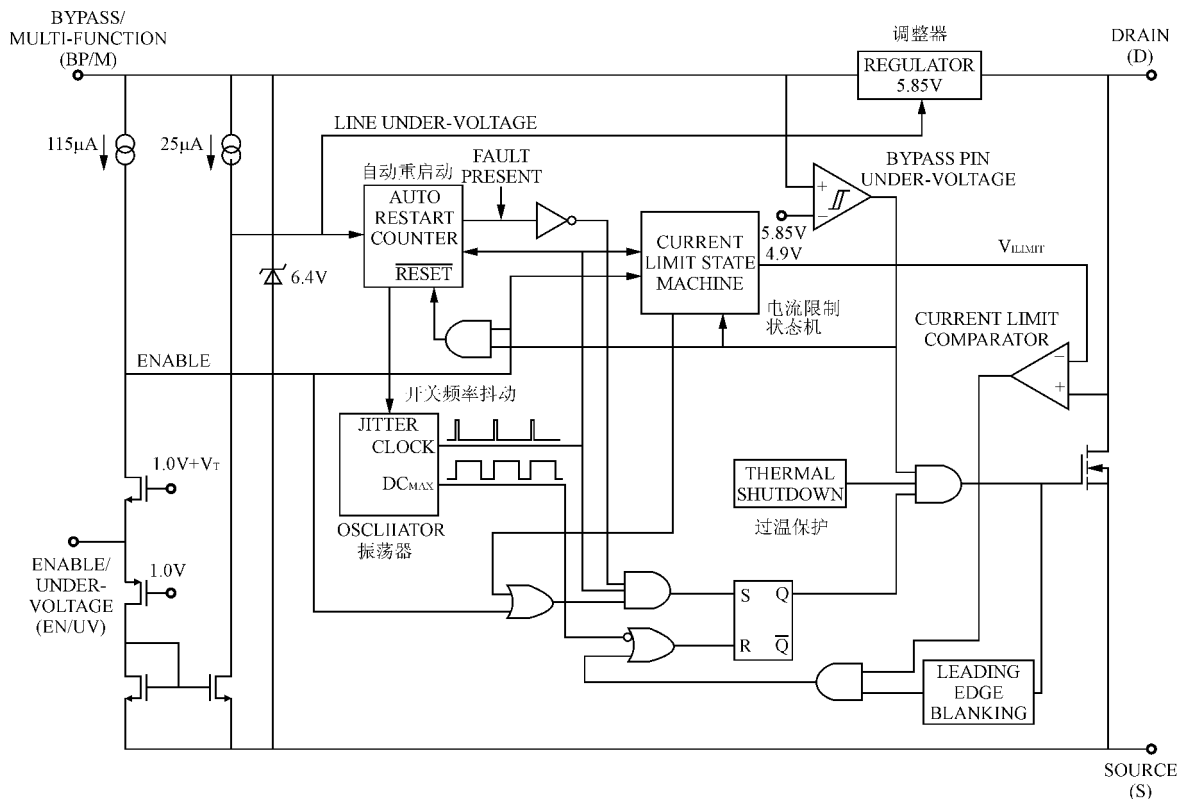 BYPASS/
MULTI-FUNCTION
(BP/M)
调整器
DRAIN
(D)
REGULATOR
5.85V
115μA
25μA
LINE UNDER-VOLTAGE
自动重启动
FAULT
PRESENT
BYPASS PIN
UNDER-VOLTAGE
AUTO
RESTART
COUNTER
RESET
+
−
5.85V
4.9V
CURRENT
LIMIT STATE
MACHINE
VILIMIT
6.4V
电流限制
状态机
CURRENT LIMIT
COMPARATOR
−
+
ENABLE
开关频率抖动
JITTER
CLOCK
DCMAX
OSCLIIATOR
振荡器
1.0V+VT
THERMAL
SHUTDOWN
过温保护
ENABLE/
UNDER-
VOLTAGE
(EN/UV)
1.0V
S Q
R Q
LEADING
EDGE
BLANKING
SOURCE
(S)